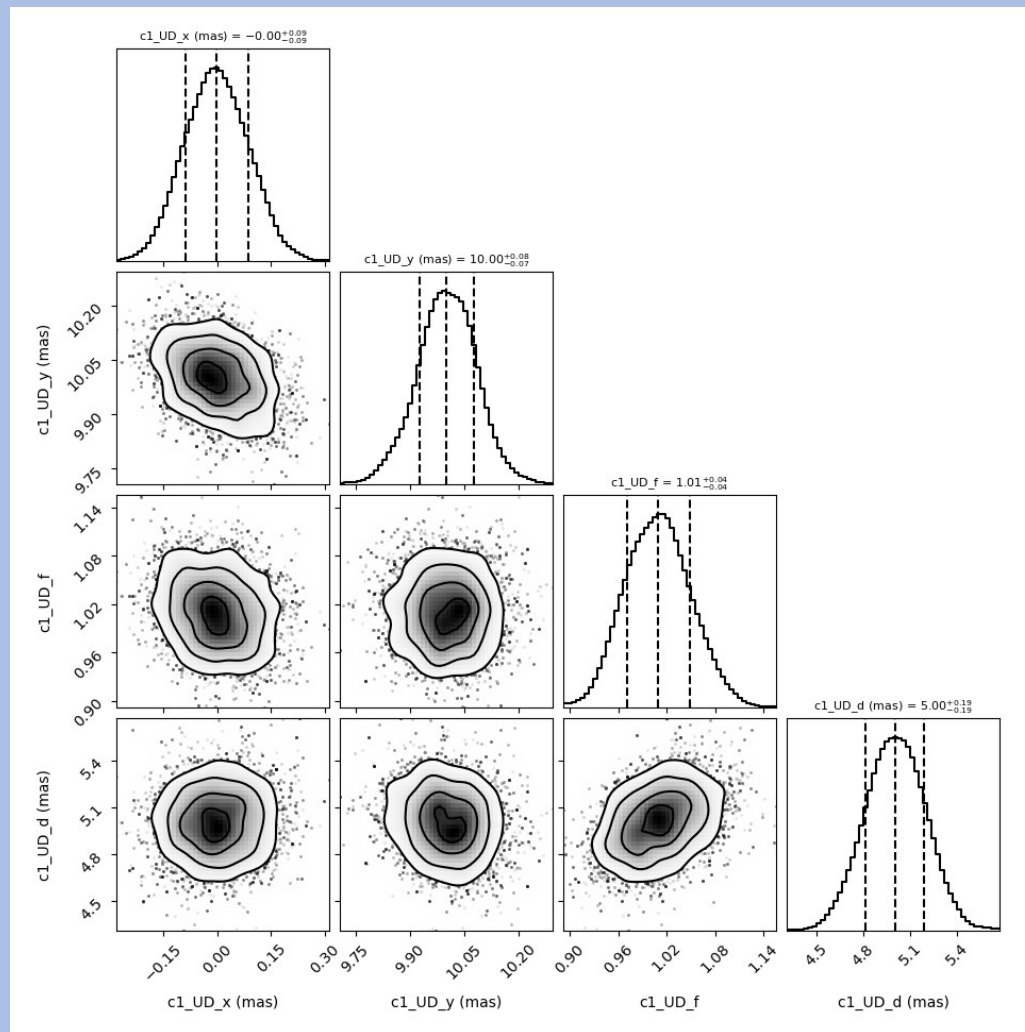 c1_UD_x (mas) = −0.00+0.09−0.09
c1_UD_y (mas) = 10.00+0.08−0.07
10.20
10.05
9.90
9.75
c1_UD_y (mas)
c1_UD_f = 1.01+0.04−0.04
1.14
1.08
1.02
0.96
0.90
c1_UD_f
c1_UD_d (mas) = 5.00+0.19−0.19
5.4
5.1
4.8
4.5
c1_UD_d (mas)
−0.15 0.00 0.15 0.30
9.75 9.90 10.05 10.20
0.90 0.96 1.02 1.08 1.14
4.5 4.8 5.1 5.4
c1_UD_x (mas)
c1_UD_y (mas)
c1_UD_f
c1_UD_d (mas)